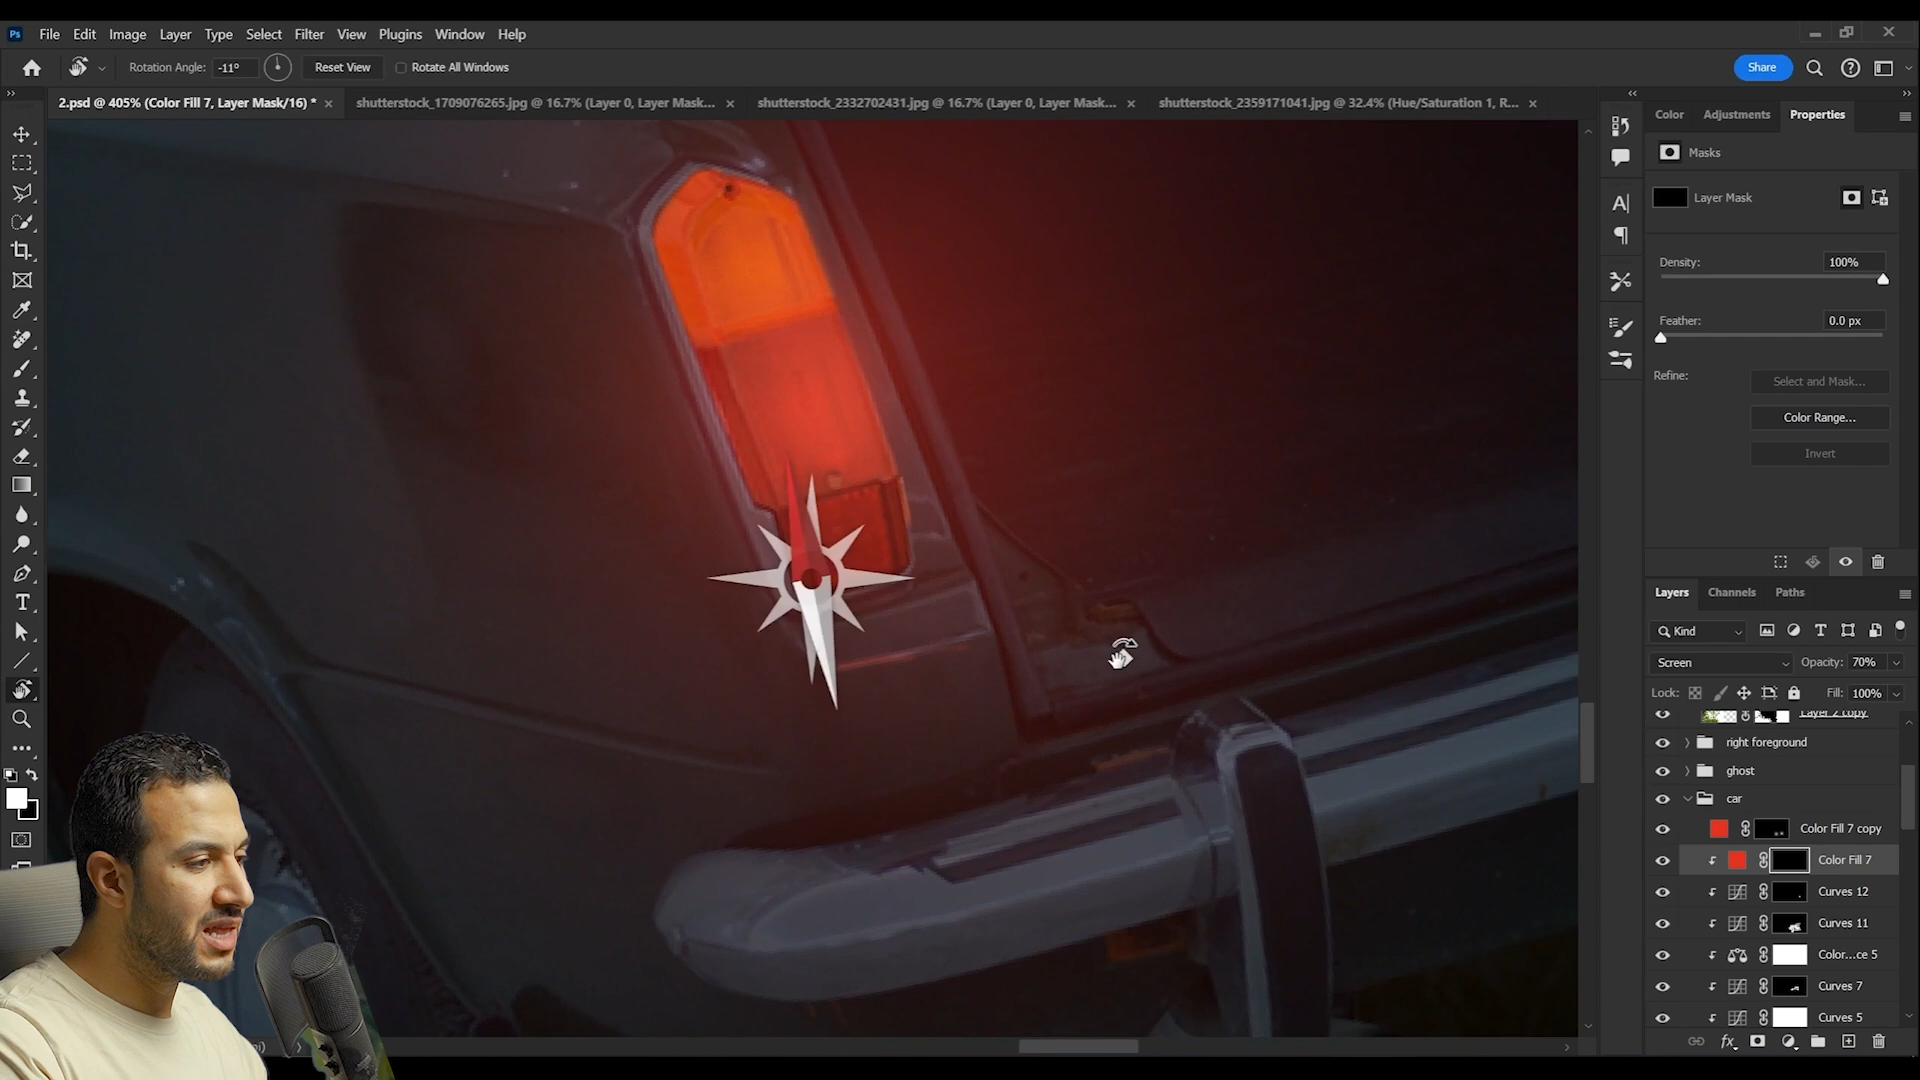 Ps File Edit Image Layer Type Select Filter View Plugins Window Help
Rotation Angle: -11° Reset View Rotate All Windows Share
2.psd @ 405% (Color Fill 7, Layer Mask/16) * shutterstock_1709076265.jpg @ 16.7% (Layer 0, Layer Mask... shutterstock_2332702431.jpg @ 16.7% (Layer 0, Layer Mask... shutterstock_2359171041.jpg @ 32.4% (Hue/Saturation 1, R...
Color Adjustments Properties
Masks
Layer Mask
Density: 100%
Feather: 0.0 px
Refine: Select and Mask...
Color Range...
Invert
Layers Channels Paths
Kind
Screen Opacity: 70%
Lock: Fill: 100%
Layer 2 copy
right foreground
ghost
car
Color Fill 7 copy
Color Fill 7
Curves 12
Curves 11
Color...ce 5
Curves 7
Curves 5